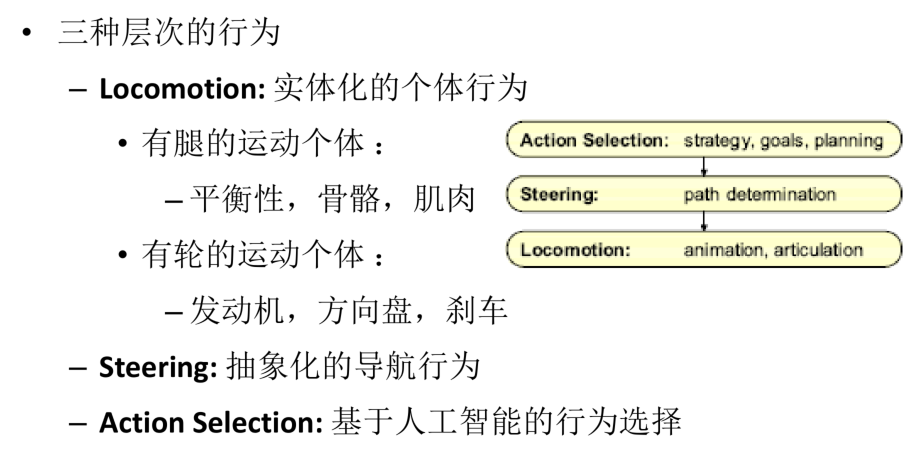 • 三种层次的行为
– Locomotion: 实体化的个体行为
• 有腿的运动个体：
– 平衡性，骨骼，肌肉
• 有轮的运动个体：
– 发动机，方向盘，刹车
– Steering: 抽象化的导航行为
– Action Selection: 基于人工智能的行为选择
Action Selection: strategy, goals, planning
Steering: path determination
Locomotion: animation, articulation